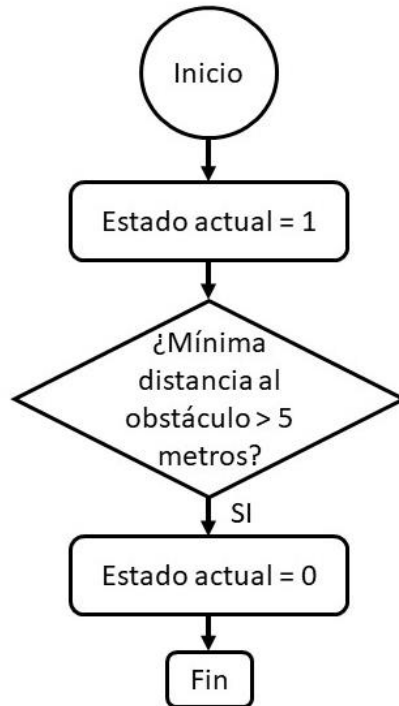 Inicio
Estado actual = 1
¿Mínima
distancia al
obstáculo > 5
metros?
SI
Estado actual = 0
Fin